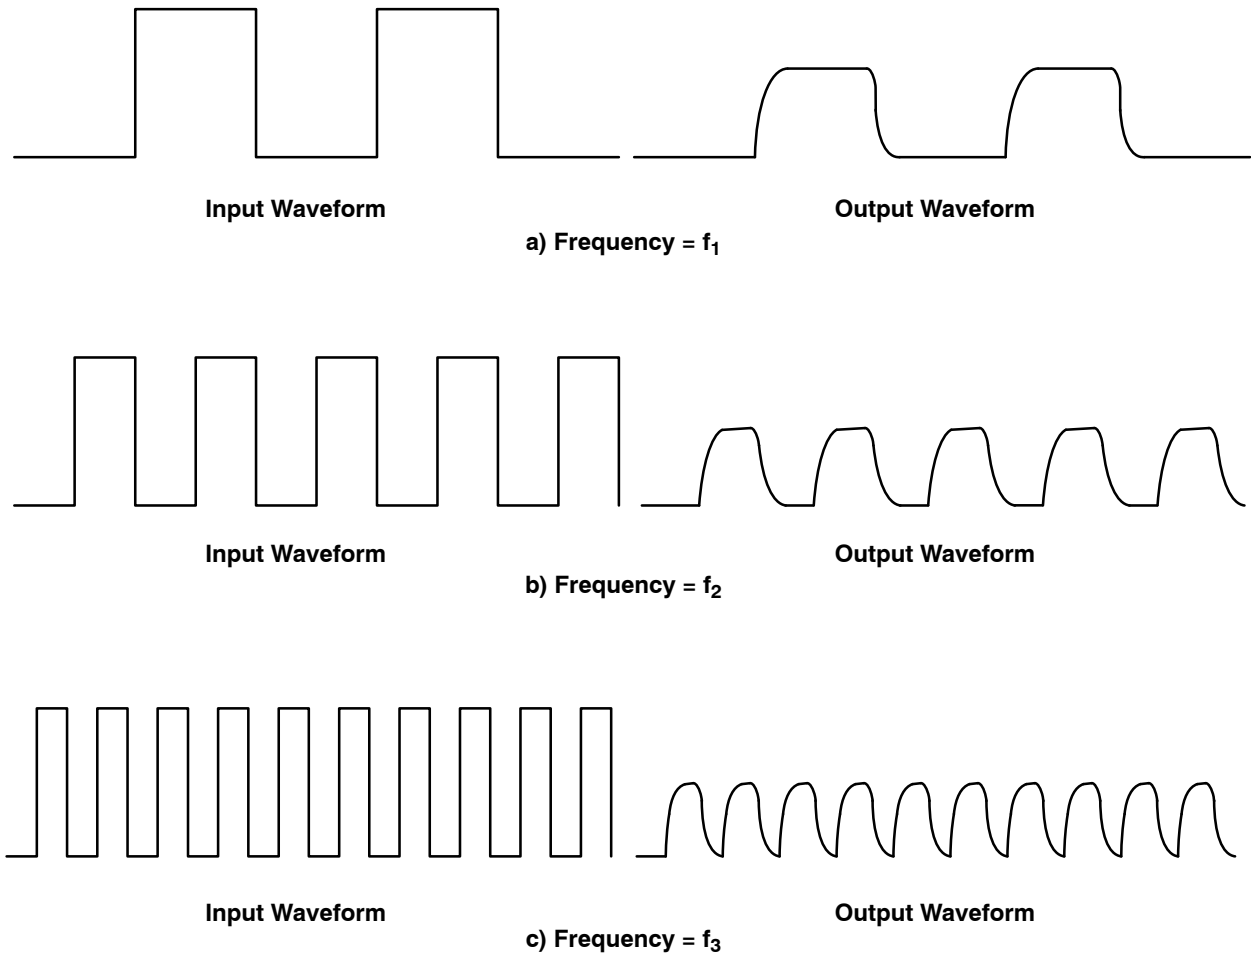 Input Waveform
Output Waveform
a) Frequency = f1
Input Waveform
Output Waveform
b) Frequency = f2
Input Waveform
Output Waveform
c) Frequency = f3